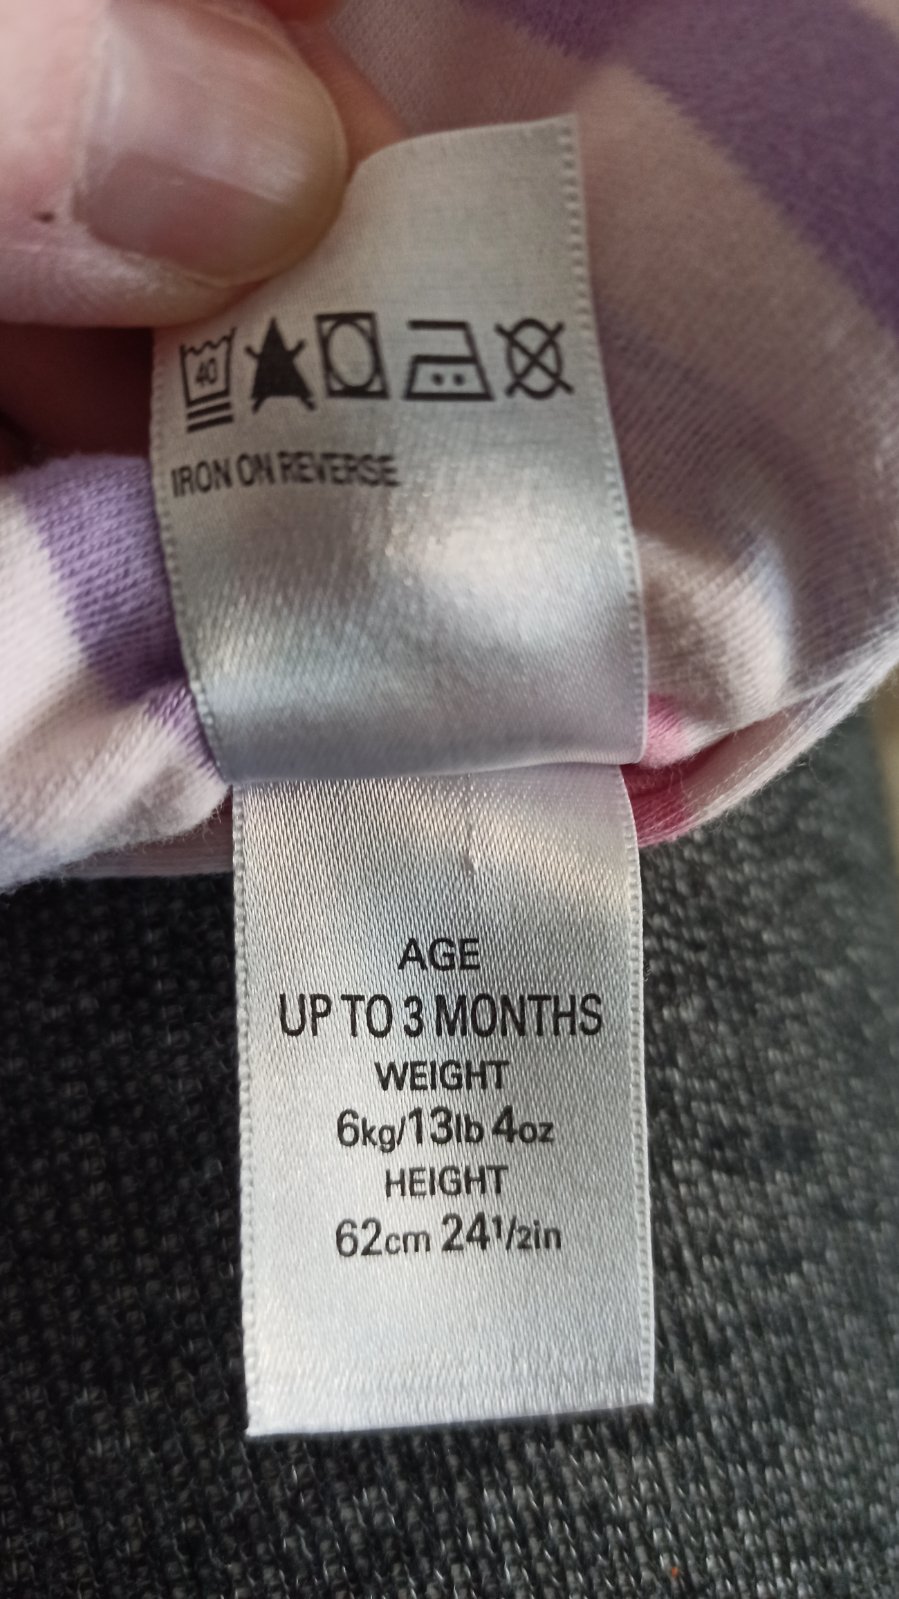 40
IRON ON REVERSE
AGE
UP TO 3 MONTHS
WEIGHT
6kg/13lb 4oz
HEIGHT
62cm 241/2in